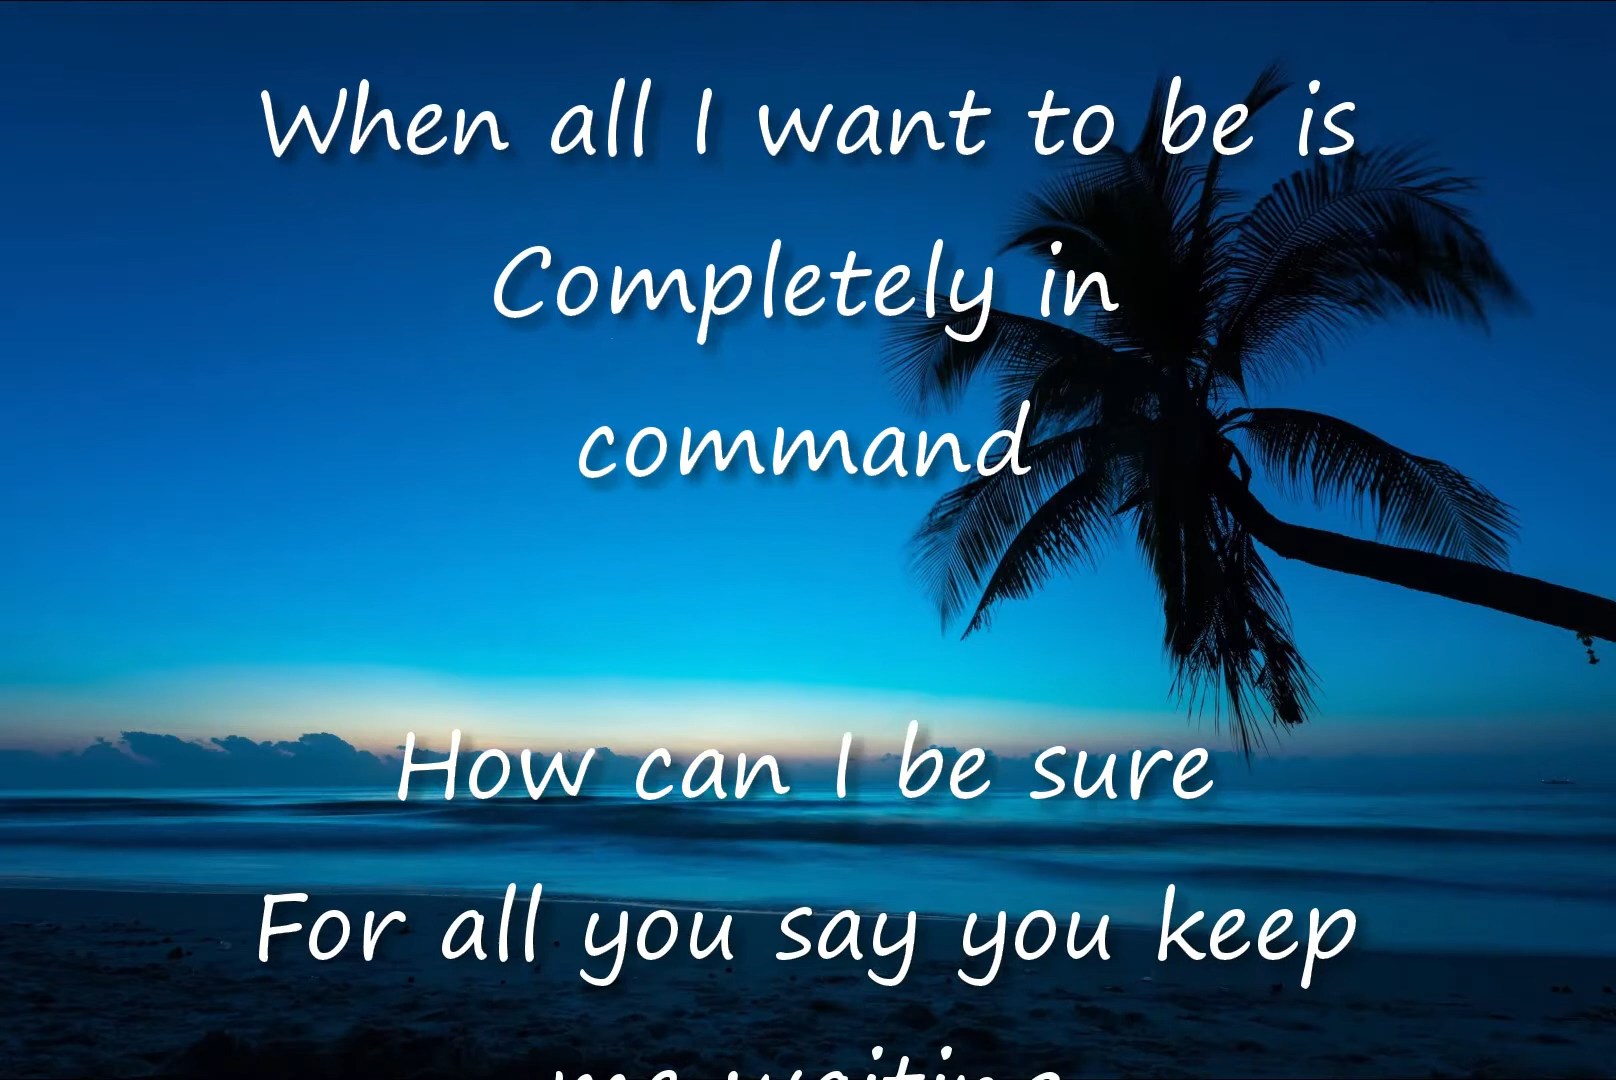 When all I want to be is
Completely in
command
How can I be sure
For all you say you keep
me waiting